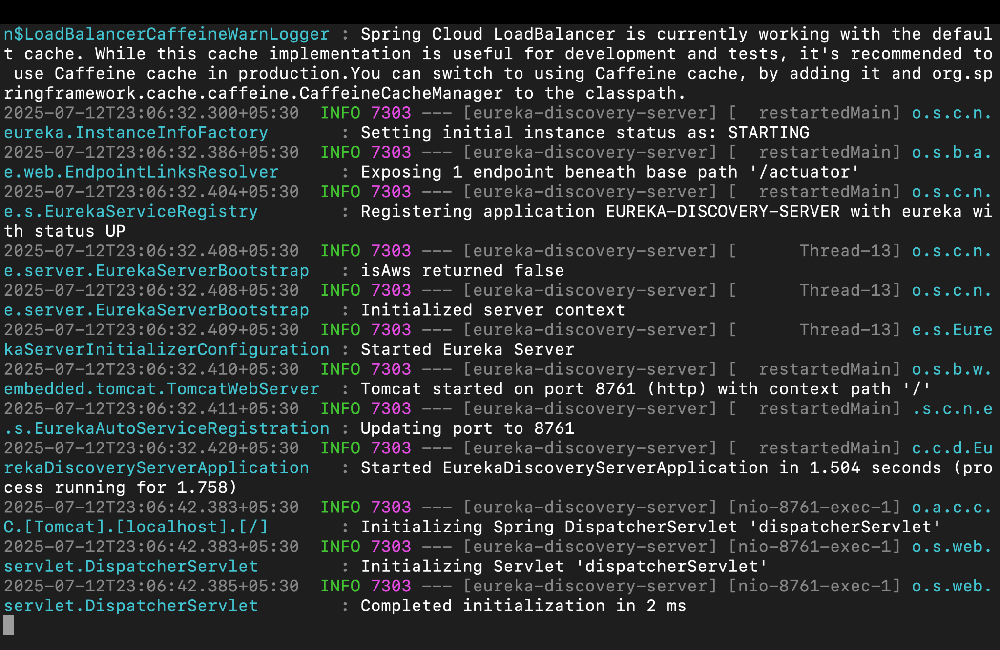 n$LoadBalancerCaffeineWarnLogger : Spring Cloud LoadBalancer is currently working with the defaul
t cache. While this cache implementation is useful for development and tests, it's recommended to
 use Caffeine cache in production.You can switch to using Caffeine cache, by adding it and org.sp
ringframework.cache.caffeine.CaffeineCacheManager to the classpath.
2025-07-12T23:06:32.300+05:30  INFO 7303 --- [eureka-discovery-server] [  restartedMain] o.s.c.n.
eureka.InstanceInfoFactory       : Setting initial instance status as: STARTING
2025-07-12T23:06:32.386+05:30  INFO 7303 --- [eureka-discovery-server] [  restartedMain] o.s.b.a.
e.web.EndpointLinksResolver      : Exposing 1 endpoint beneath base path '/actuator'
2025-07-12T23:06:32.404+05:30  INFO 7303 --- [eureka-discovery-server] [  restartedMain] o.s.c.n.
e.s.EurekaServiceRegistry        : Registering application EUREKA-DISCOVERY-SERVER with eureka wi
th status UP
2025-07-12T23:06:32.408+05:30  INFO 7303 --- [eureka-discovery-server] [      Thread-13] o.s.c.n.
e.server.EurekaServerBootstrap   : isAws returned false
2025-07-12T23:06:32.408+05:30  INFO 7303 --- [eureka-discovery-server] [      Thread-13] o.s.c.n.
e.server.EurekaServerBootstrap   : Initialized server context
2025-07-12T23:06:32.409+05:30  INFO 7303 --- [eureka-discovery-server] [      Thread-13] e.s.Eure
kaServerInitializerConfiguration : Started Eureka Server
2025-07-12T23:06:32.410+05:30  INFO 7303 --- [eureka-discovery-server] [  restartedMain] o.s.b.w.
embedded.tomcat.TomcatWebServer  : Tomcat started on port 8761 (http) with context path '/'
2025-07-12T23:06:32.411+05:30  INFO 7303 --- [eureka-discovery-server] [  restartedMain] .s.c.n.e
.s.EurekaAutoServiceRegistration : Updating port to 8761
2025-07-12T23:06:32.420+05:30  INFO 7303 --- [eureka-discovery-server] [  restartedMain] c.c.d.Eu
rekaDiscoveryServerApplication   : Started EurekaDiscoveryServerApplication in 1.504 seconds (pro
cess running for 1.758)
2025-07-12T23:06:42.383+05:30  INFO 7303 --- [eureka-discovery-server] [nio-8761-exec-1] o.a.c.c.
C.[Tomcat].[localhost].[/]       : Initializing Spring DispatcherServlet 'dispatcherServlet'
2025-07-12T23:06:42.383+05:30  INFO 7303 --- [eureka-discovery-server] [nio-8761-exec-1] o.s.web.
servlet.DispatcherServlet        : Initializing Servlet 'dispatcherServlet'
2025-07-12T23:06:42.385+05:30  INFO 7303 --- [eureka-discovery-server] [nio-8761-exec-1] o.s.web.
servlet.DispatcherServlet        : Completed initialization in 2 ms